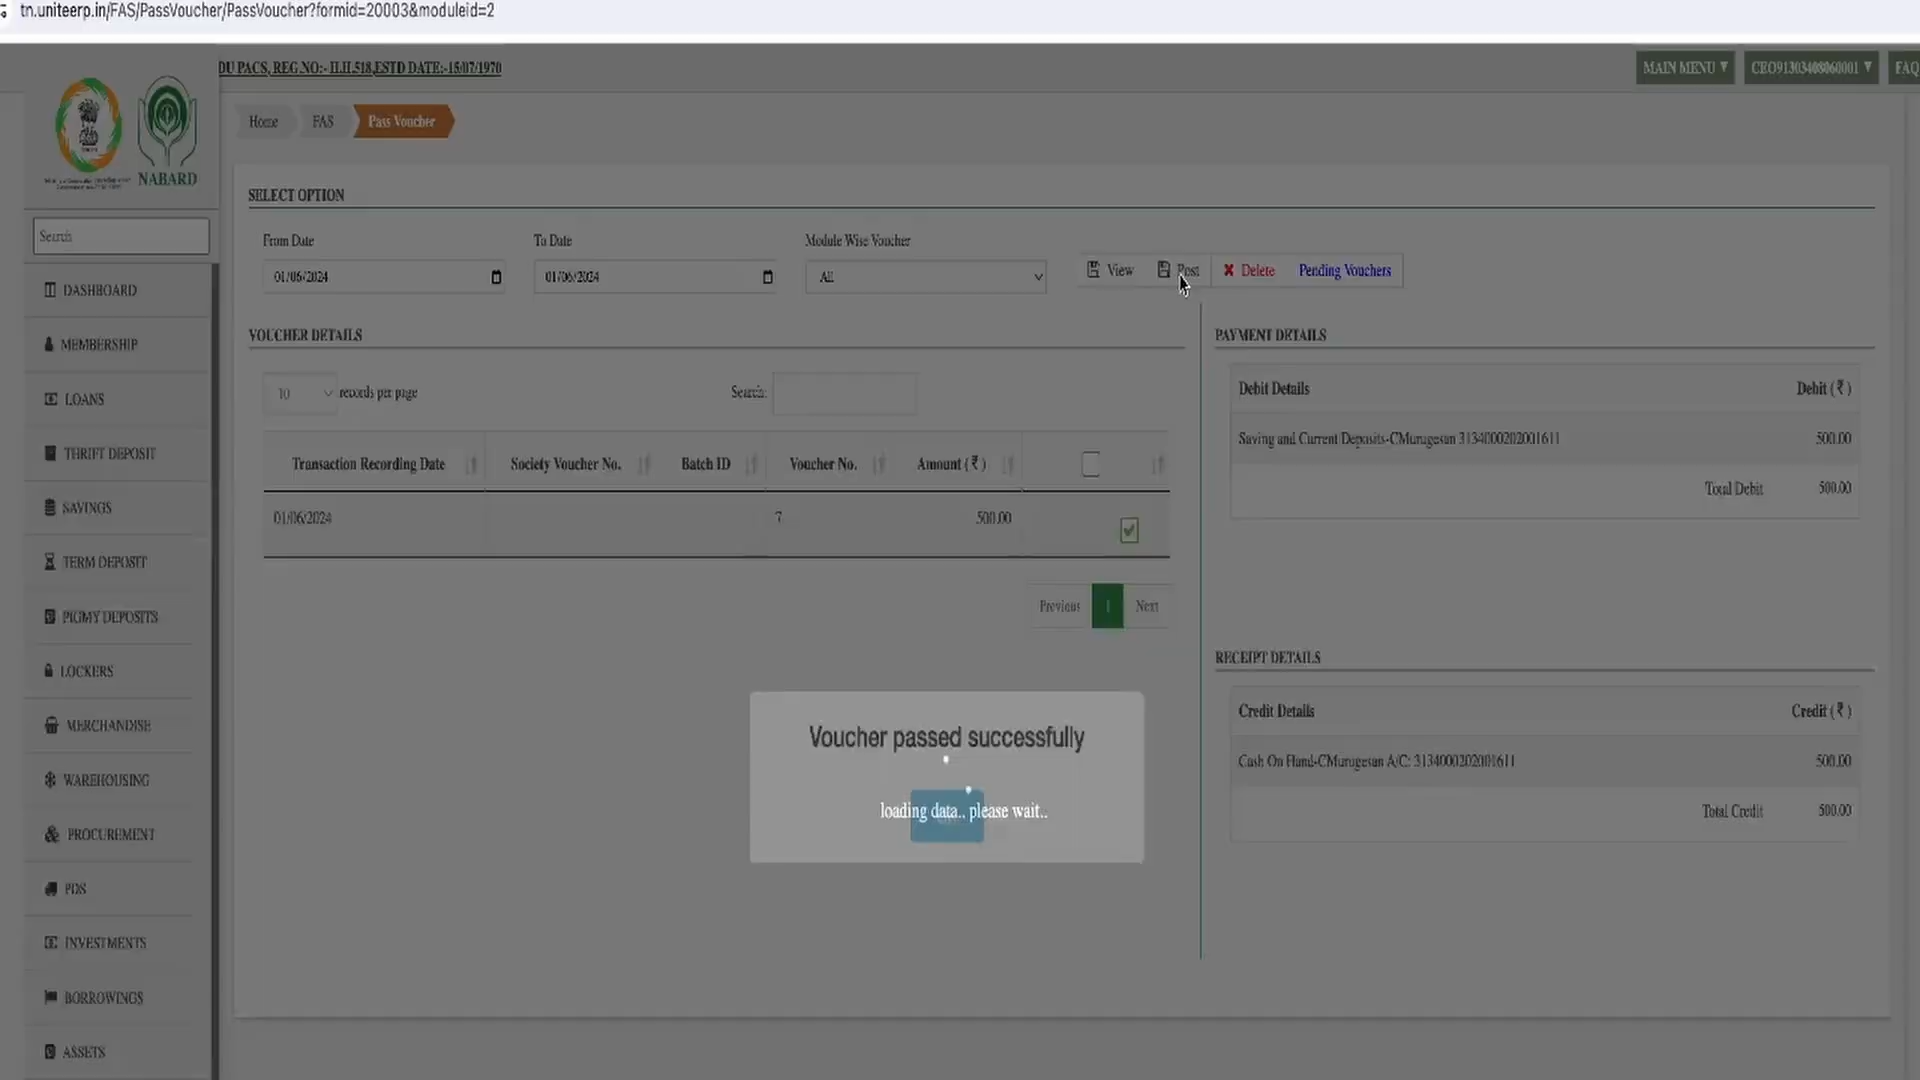 tn.uniteerp.in/FAS/PassVoucher/PassVoucher?formid=20003&moduleid=2
DU PACS, REG.NO:- H.H.518,ESTD DATE:-15/07/1970
MAIN MENU ▼
CEO91303408060001 ▼
FAQ
NABARD
Home
FAS
Pass Voucher
SELECT OPTION
Search
From Date
To Date
Module Wise Voucher
01/06/2024
01/06/2024
All
View
Post
Delete
Pending Vouchers
DASHBOARD
MEMBERSHIP
LOANS
THRIFT DEPOSIT
SAVINGS
TERM DEPOSIT
PIGMY DEPOSITS
LOCKERS
MERCHANDISE
WAREHOUSING
PROCUREMENT
PDS
INVESTMENTS
BORROWINGS
ASSETS
VOUCHER DETAILS
10 records per page
Search:
Transaction Recording Date
Society Voucher No.
Batch ID
Voucher No.
Amount (₹)
01/06/2024
7
500.00
Previous
1
Next
PAYMENT DETAILS
Debit Details
Debit (₹)
Saving and Current Deposits-CMurugesan 3134000202001611
500.00
Total Debit
500.00
RECEIPT DETAILS
Credit Details
Credit (₹)
Cash On Hand-CMurugesan A/C: 3134000202001611
500.00
Total Credit
500.00
Voucher passed successfully
loading data.. please wait..